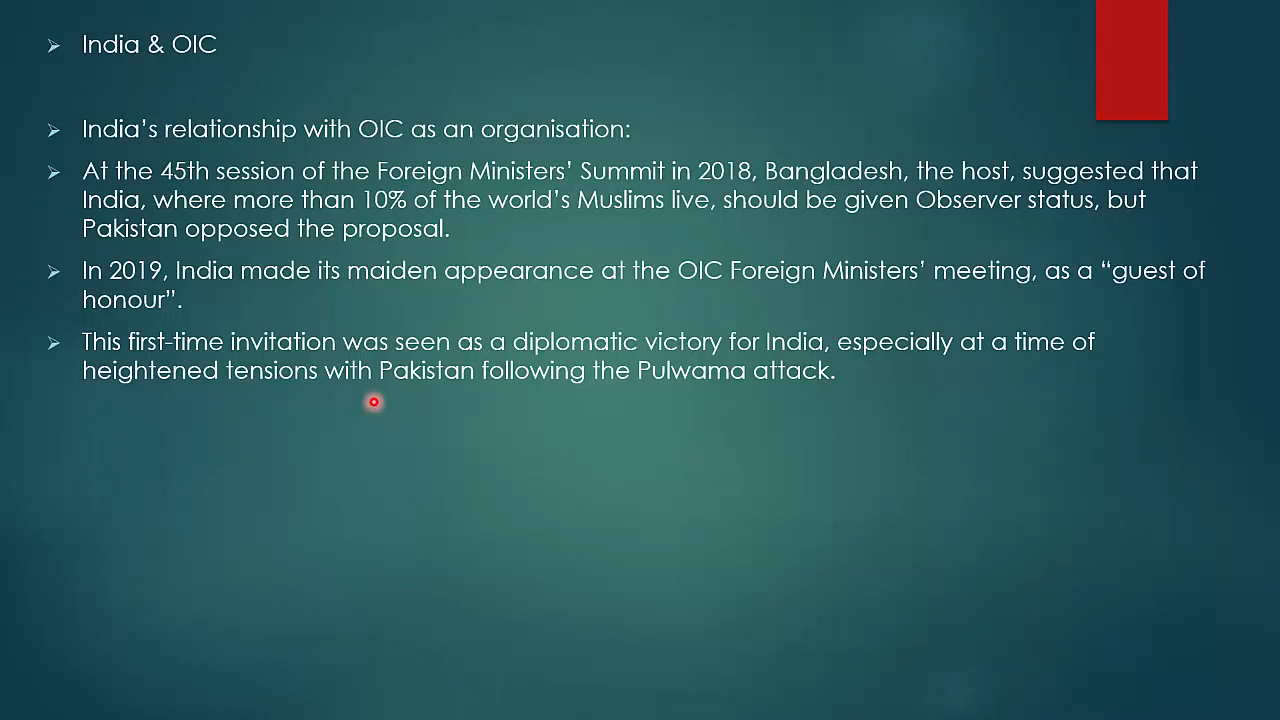 India & OIC
India’s relationship with OIC as an organisation:
At the 45th session of the Foreign Ministers’ Summit in 2018, Bangladesh, the host, suggested that
India, where more than 10% of the world’s Muslims live, should be given Observer status, but
Pakistan opposed the proposal.
In 2019, India made its maiden appearance at the OIC Foreign Ministers’ meeting, as a “guest of
honour”.
This first-time invitation was seen as a diplomatic victory for India, especially at a time of
heightened tensions with Pakistan following the Pulwama attack.